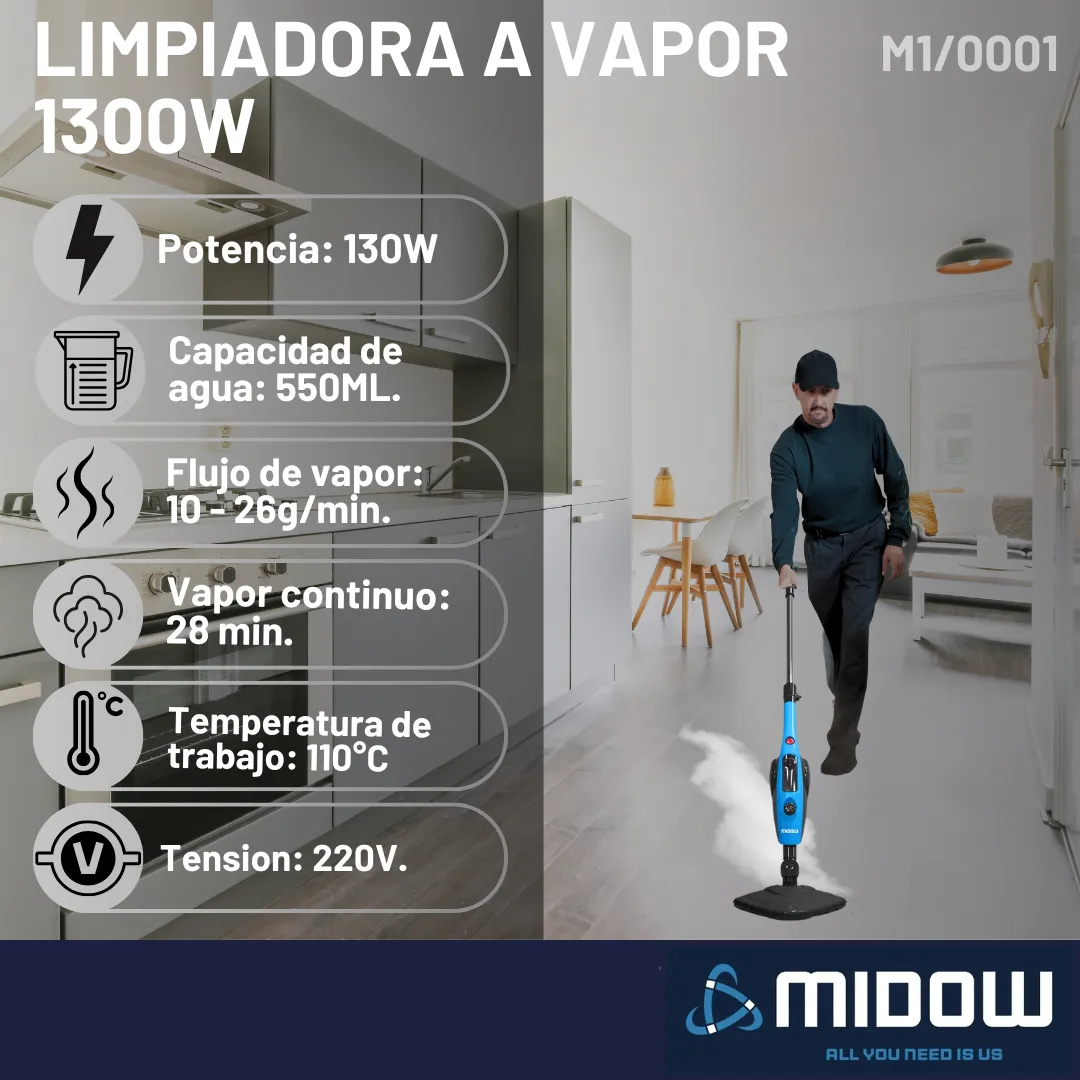 LIMPIADORA A VAPOR
1300W
M1/0001
Potencia: 130W
Capacidad de
agua: 550ML.
Flujo de vapor:
10 - 26g/min.
Vapor continuo:
28 min.
°C
Temperatura de
trabajo: 110°C
V
Tension: 220V.
MIDOW
MIDOW
ALL YOU NEED IS US